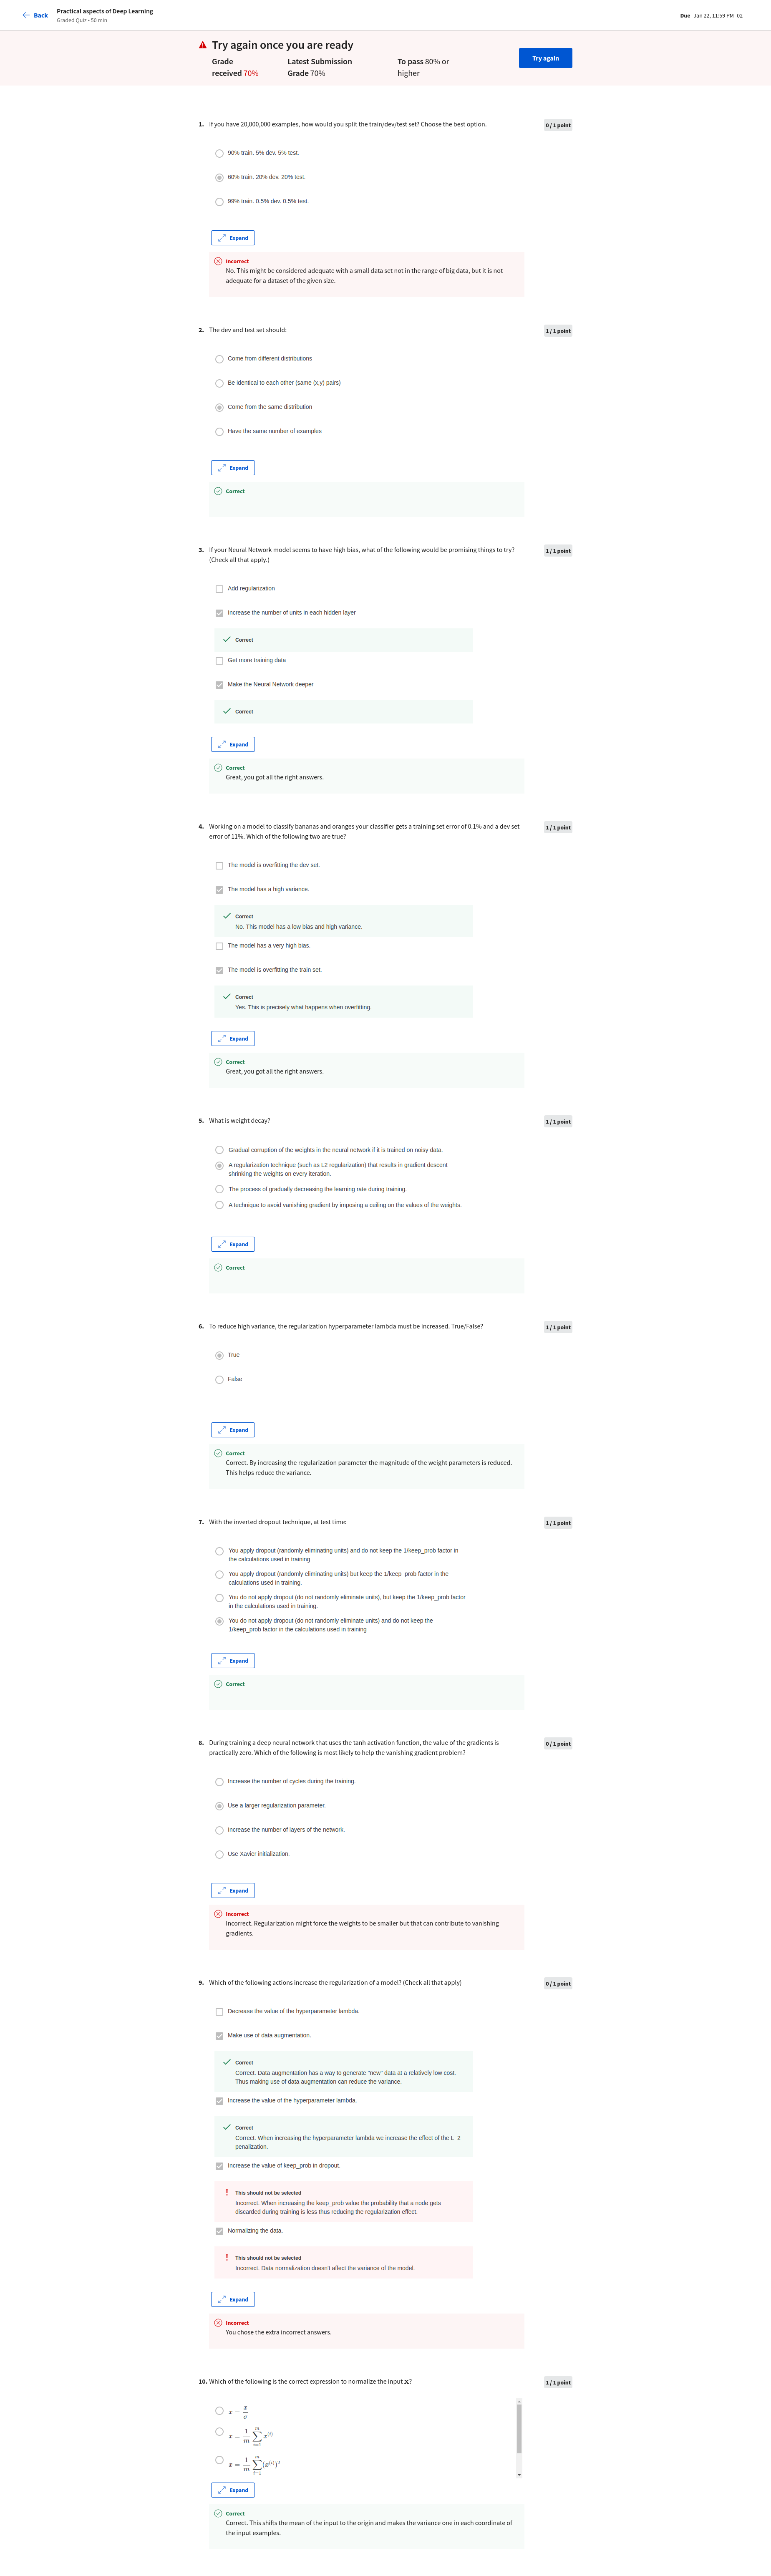 Back
Practical aspects of Deep Learning
Graded Quiz • 50 min
Due Jan 22, 11:59 PM -02
Try again once you are ready
Grade
received 70%
Latest Submission
Grade 70%
To pass 80% or
higher
Try again
1. If you have 20,000,000 examples, how would you split the train/dev/test set? Choose the best option.
0 / 1 point
90% train. 5% dev. 5% test.
60% train. 20% dev. 20% test.
99% train. 0.5% dev. 0.5% test.
Expand
Incorrect
No. This might be considered adequate with a small data set not in the range of big data, but it is not
adequate for a dataset of the given size.
2. The dev and test set should:
1 / 1 point
Come from different distributions
Be identical to each other (same (x,y) pairs)
Come from the same distribution
Have the same number of examples
Expand
Correct
3. If your Neural Network model seems to have high bias, what of the following would be promising things to try?
(Check all that apply.)
1 / 1 point
Add regularization
Increase the number of units in each hidden layer
Correct
Get more training data
Make the Neural Network deeper
Correct
Expand
Correct
Great, you got all the right answers.
4. Working on a model to classify bananas and oranges your classifier gets a training set error of 0.1% and a dev set
error of 11%. Which of the following two are true?
1 / 1 point
The model is overfitting the dev set.
The model has a high variance.
Correct
No. This model has a low bias and high variance.
The model has a very high bias.
The model is overfitting the train set.
Correct
Yes. This is precisely what happens when overfitting.
Expand
Correct
Great, you got all the right answers.
5. What is weight decay?
1 / 1 point
Gradual corruption of the weights in the neural network if it is trained on noisy data.
A regularization technique (such as L2 regularization) that results in gradient descent
shrinking the weights on every iteration.
The process of gradually decreasing the learning rate during training.
A technique to avoid vanishing gradient by imposing a ceiling on the values of the weights.
Expand
Correct
6. To reduce high variance, the regularization hyperparameter lambda must be increased. True/False?
1 / 1 point
True
False
Expand
Correct
Correct. By increasing the regularization parameter the magnitude of the weight parameters is reduced.
This helps reduce the variance.
7. With the inverted dropout technique, at test time:
1 / 1 point
You apply dropout (randomly eliminating units) and do not keep the 1/keep_prob factor in
the calculations used in training
You apply dropout (randomly eliminating units) but keep the 1/keep_prob factor in the
calculations used in training.
You do not apply dropout (do not randomly eliminate units), but keep the 1/keep_prob factor
in the calculations used in training.
You do not apply dropout (do not randomly eliminate units) and do not keep the
1/keep_prob factor in the calculations used in training
Expand
Correct
8. During training a deep neural network that uses the tanh activation function, the value of the gradients is
practically zero. Which of the following is most likely to help the vanishing gradient problem?
0 / 1 point
Increase the number of cycles during the training.
Use a larger regularization parameter.
Increase the number of layers of the network.
Use Xavier initialization.
Expand
Incorrect
Incorrect. Regularization might force the weights to be smaller but that can contribute to vanishing
gradients.
9. Which of the following actions increase the regularization of a model? (Check all that apply)
0 / 1 point
Decrease the value of the hyperparameter lambda.
Make use of data augmentation.
Correct
Correct. Data augmentation has a way to generate "new" data at a relatively low cost.
Thus making use of data augmentation can reduce the variance.
Increase the value of the hyperparameter lambda.
Correct
Correct. When increasing the hyperparameter lambda we increase the effect of the L_2
penalization.
Increase the value of keep_prob in dropout.
This should not be selected
Incorrect. When increasing the keep_prob value the probability that a node gets
discarded during training is less thus reducing the regularization effect.
Normalizing the data.
This should not be selected
Incorrect. Data normalization doesn't affect the variance of the model.
Expand
Incorrect
You chose the extra incorrect answers.
10. Which of the following is the correct expression to normalize the input x?
1 / 1 point
x = x/σ
x = 1/m ∑_{i=1}^{m} x^{(i)}
x = 1/m ∑_{i=1}^{m} (x^{(i)})^2
Expand
Correct
Correct. This shifts the mean of the input to the origin and makes the variance one in each coordinate of
the input examples.